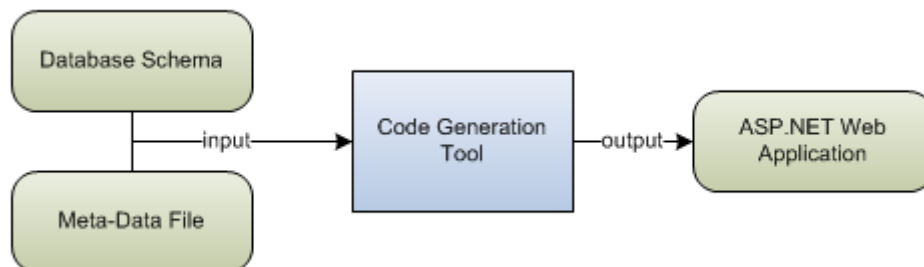 Database Schema
input
Meta-Data File
Code Generation
Tool
output
ASP.NET Web
Application